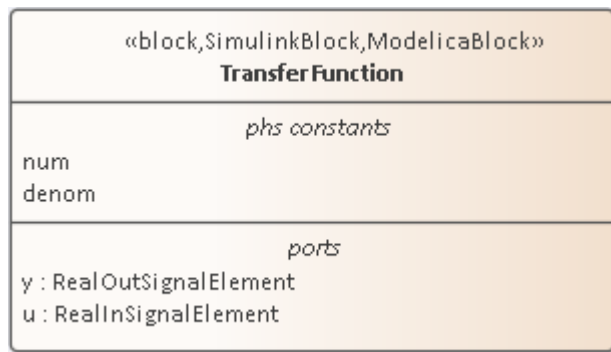 «block,SimulinkBlock,ModelicaBlock»
TransferFunction
phs constants
num
denom
ports
y : RealOutSignalElement
u : RealInSignalElement